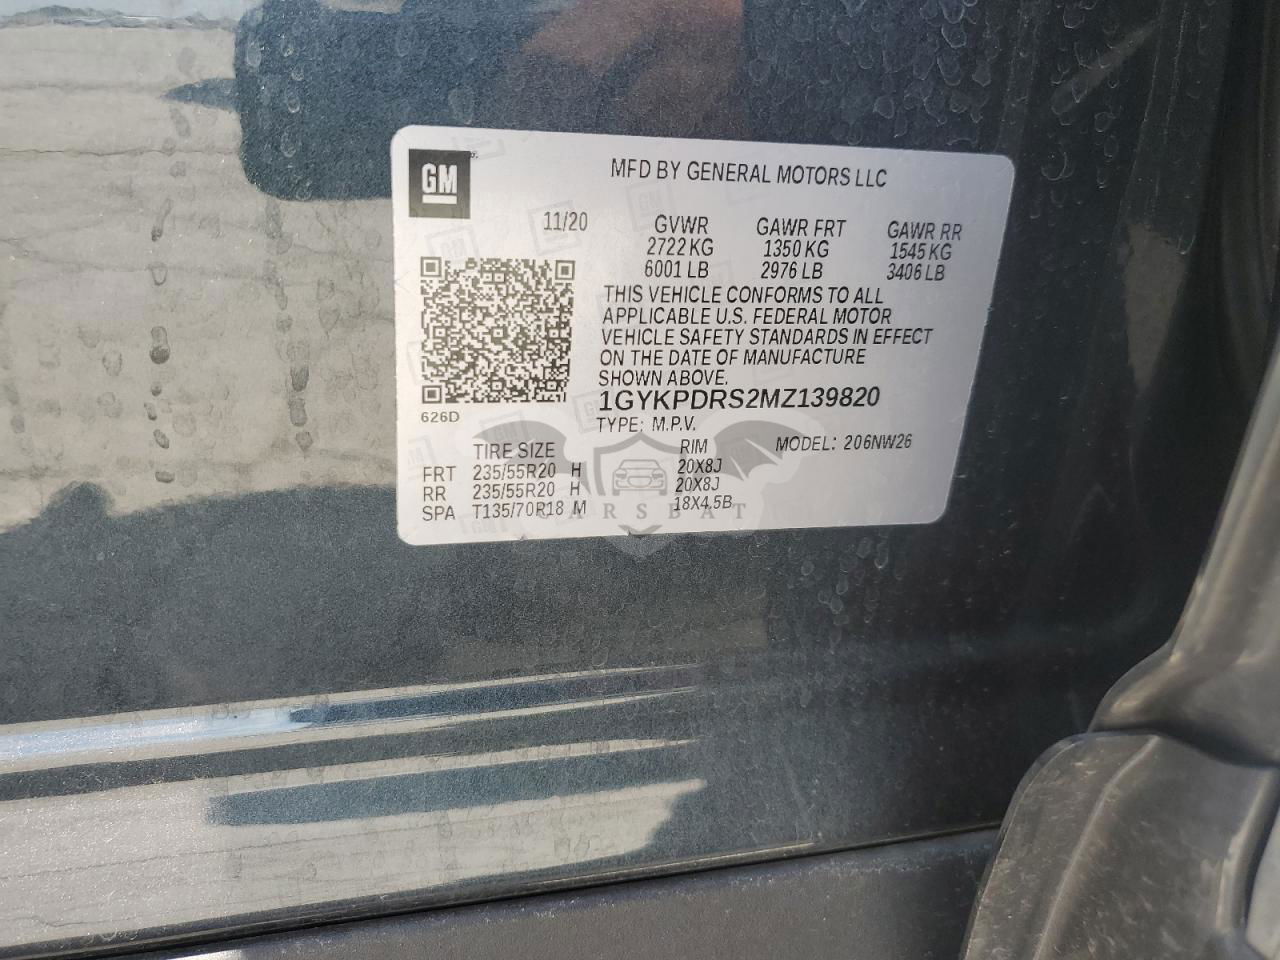 GM
MFD BY GENERAL MOTORS LLC
11/20 GVWR GAWR FRT GAWR RR
2722 KG 1350 KG 1545 KG
6001 LB 2976 LB 3406 LB
THIS VEHICLE CONFORMS TO ALL
APPLICABLE U.S. FEDERAL MOTOR
VEHICLE SAFETY STANDARDS IN EFFECT
ON THE DATE OF MANUFACTURE
SHOWN ABOVE.
1GYKPDRS2MZ139820
626D
TYPE: M.P.V. MODEL: 206NW26
TIRE SIZE RIM
FRT 235/55R20 H 20X8J
RR 235/55R20 H 20X8J
SPA T135/70R18 M 18X4.5B
CARSBAT